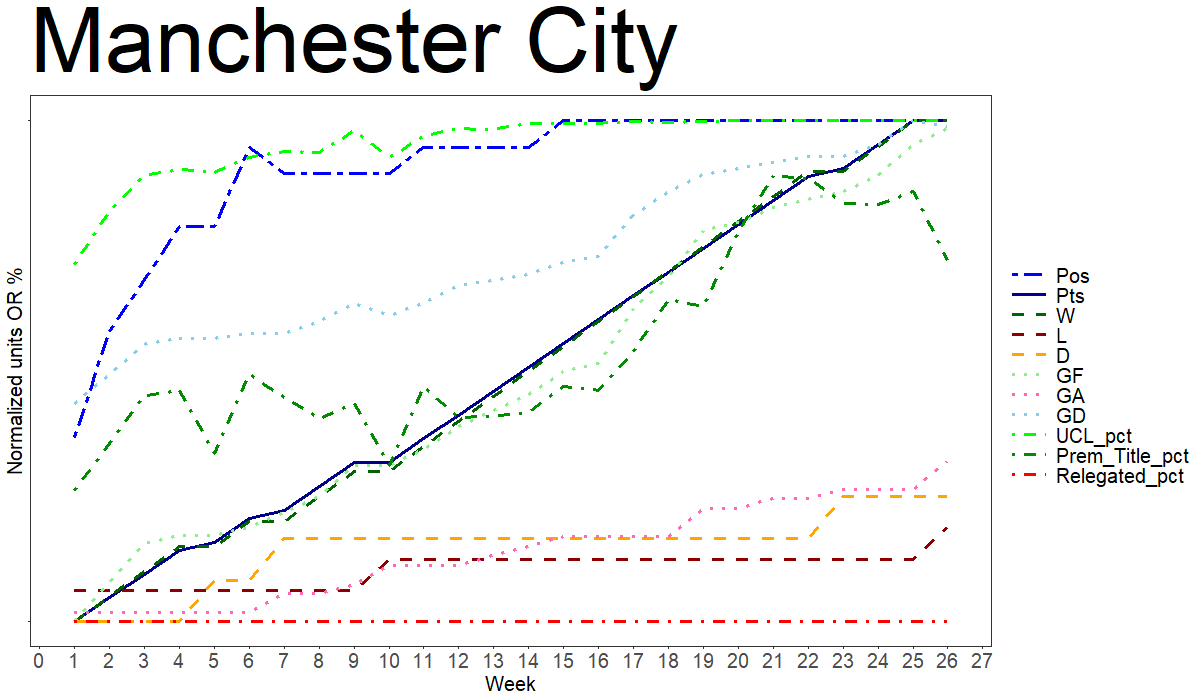 Manchester City
Normalized units OR %
Pos
Pts
W
L
D
GF
GA
GD
UCL_pct
Prem_Title_pct
Relegated_pct
0 1 2 3 4 5 6 7 8 9 10 11 12 13 14 15 16 17 18 19 20 21 22 23 24 25 26 27
Week